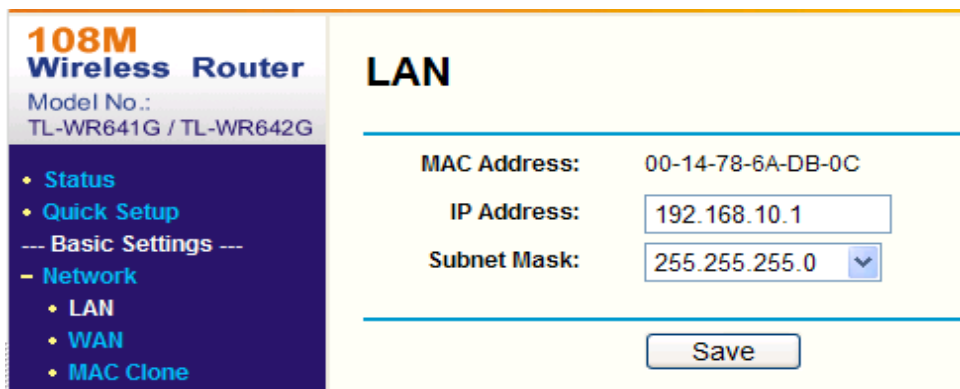 108M
Wireless Router
Model No.:
TL-WR641G / TL-WR642G
• Status
• Quick Setup
--- Basic Settings ---
– Network
• LAN
• WAN
• MAC Clone
LAN
MAC Address: 00-14-78-6A-DB-0C
IP Address: 192.168.10.1
Subnet Mask: 255.255.255.0
Save